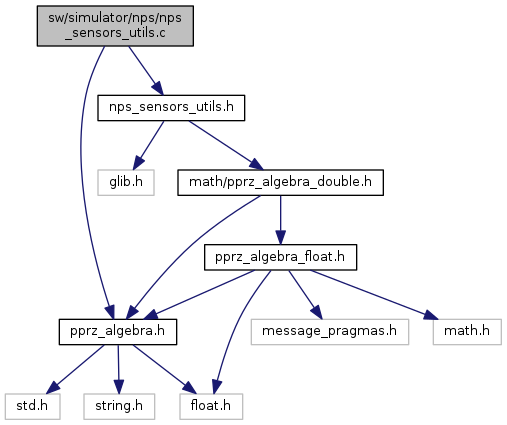 sw/simulator/nps/nps
_sensors_utils.c
nps_sensors_utils.h
glib.h
math/pprz_algebra_double.h
pprz_algebra_float.h
pprz_algebra.h
message_pragmas.h
math.h
std.h
string.h
float.h